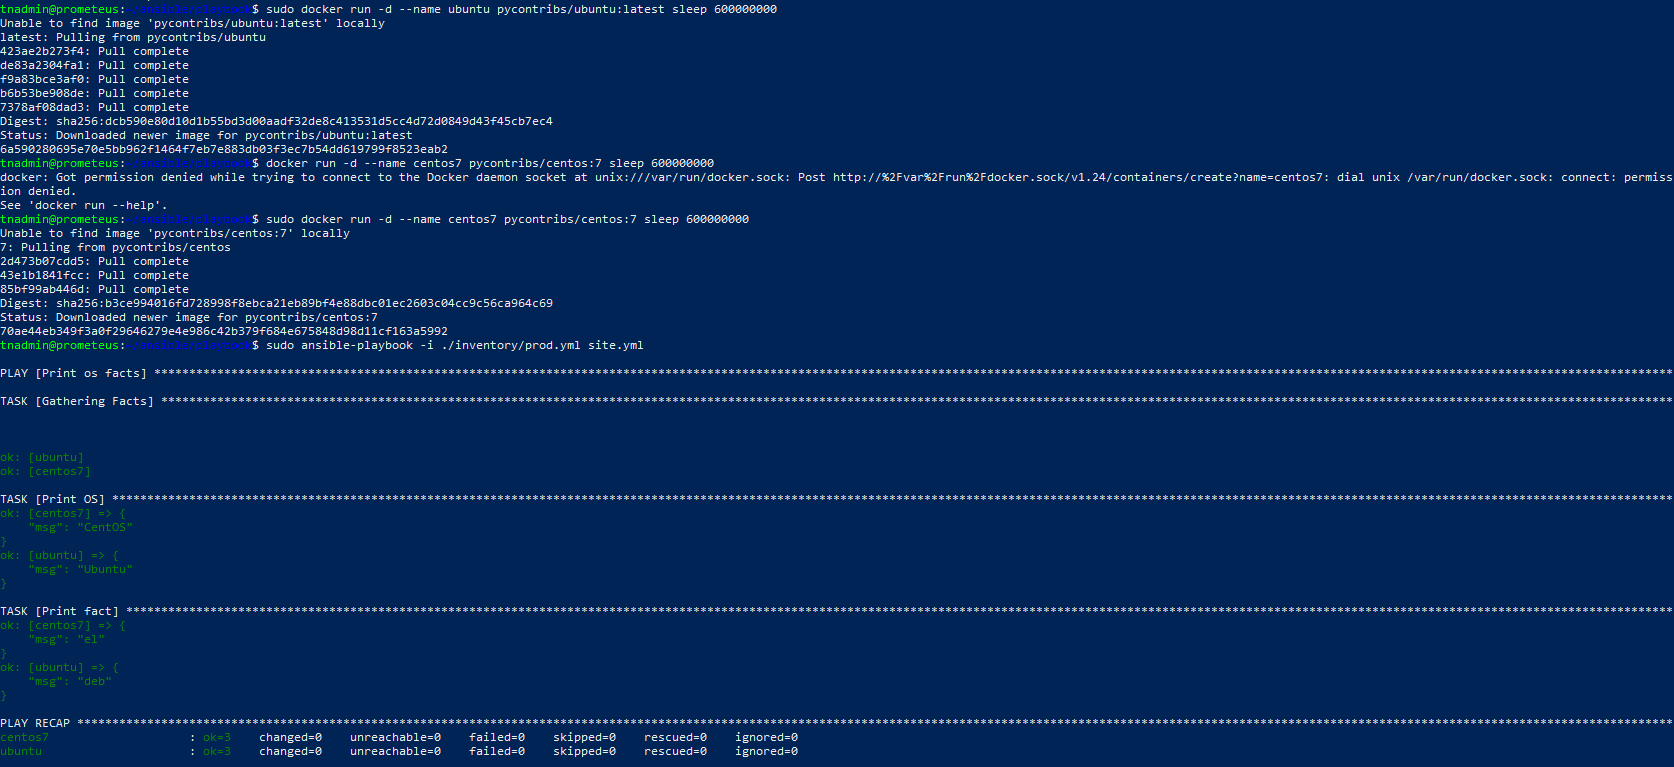 tnadmin@prometeus:~/ansible/playbook$ sudo docker run -d --name ubuntu pycontribs/ubuntu:latest sleep 600000000
Unable to find image 'pycontribs/ubuntu:latest' locally
latest: Pulling from pycontribs/ubuntu
423ae2b273f4: Pull complete
de83a2304fa1: Pull complete
f9a83bce3af0: Pull complete
b6b53be908de: Pull complete
7378af08dad3: Pull complete
Digest: sha256:dcb590e80d10d1b55bd3d00aadf32de8c413531d5cc4d72d0849d43f45cb7ec4
Status: Downloaded newer image for pycontribs/ubuntu:latest
6a590280695e70e5bb962f1464f7eb7e883db03f3ec7b54dd619799f8523eab2
tnadmin@prometeus:~/ansible/playbook$ docker run -d --name centos7 pycontribs/centos:7 sleep 600000000
docker: Got permission denied while trying to connect to the Docker daemon socket at unix:///var/run/docker.sock: Post http://%2Fvar%2Frun%2Fdocker.sock/v1.24/containers/create?name=centos7: dial unix /var/run/docker.sock: connect: permiss
ion denied.
See 'docker run --help'.
tnadmin@prometeus:~/ansible/playbook$ sudo docker run -d --name centos7 pycontribs/centos:7 sleep 600000000
Unable to find image 'pycontribs/centos:7' locally
7: Pulling from pycontribs/centos
2d473b07cdd5: Pull complete
43e1b1841fcc: Pull complete
85bf99ab446d: Pull complete
Digest: sha256:b3ce994016fd728998f8ebca21eb89bf4e88dbc01ec2603c04cc9c56ca964c69
Status: Downloaded newer image for pycontribs/centos:7
70ae44eb349f3a0f29646279e4e986c42b379f684e675848d98d11cf163a5992
tnadmin@prometeus:~/ansible/playbook$ sudo ansible-playbook -i ./inventory/prod.yml site.yml
PLAY [Print os facts] ****************************************************************
TASK [Gathering Facts] ****************************************************************
ok: [ubuntu]
ok: [centos7]
TASK [Print OS] ****************************************************************
ok: [centos7] => {
    "msg": "CentOS"
}
ok: [ubuntu] => {
    "msg": "Ubuntu"
}
TASK [Print fact] ****************************************************************
ok: [centos7] => {
    "msg": "el"
}
ok: [ubuntu] => {
    "msg": "deb"
}
PLAY RECAP ****************************************************************
centos7                    : ok=3    changed=0    unreachable=0    failed=0    skipped=0    rescued=0    ignored=0
ubuntu                     : ok=3    changed=0    unreachable=0    failed=0    skipped=0    rescued=0    ignored=0